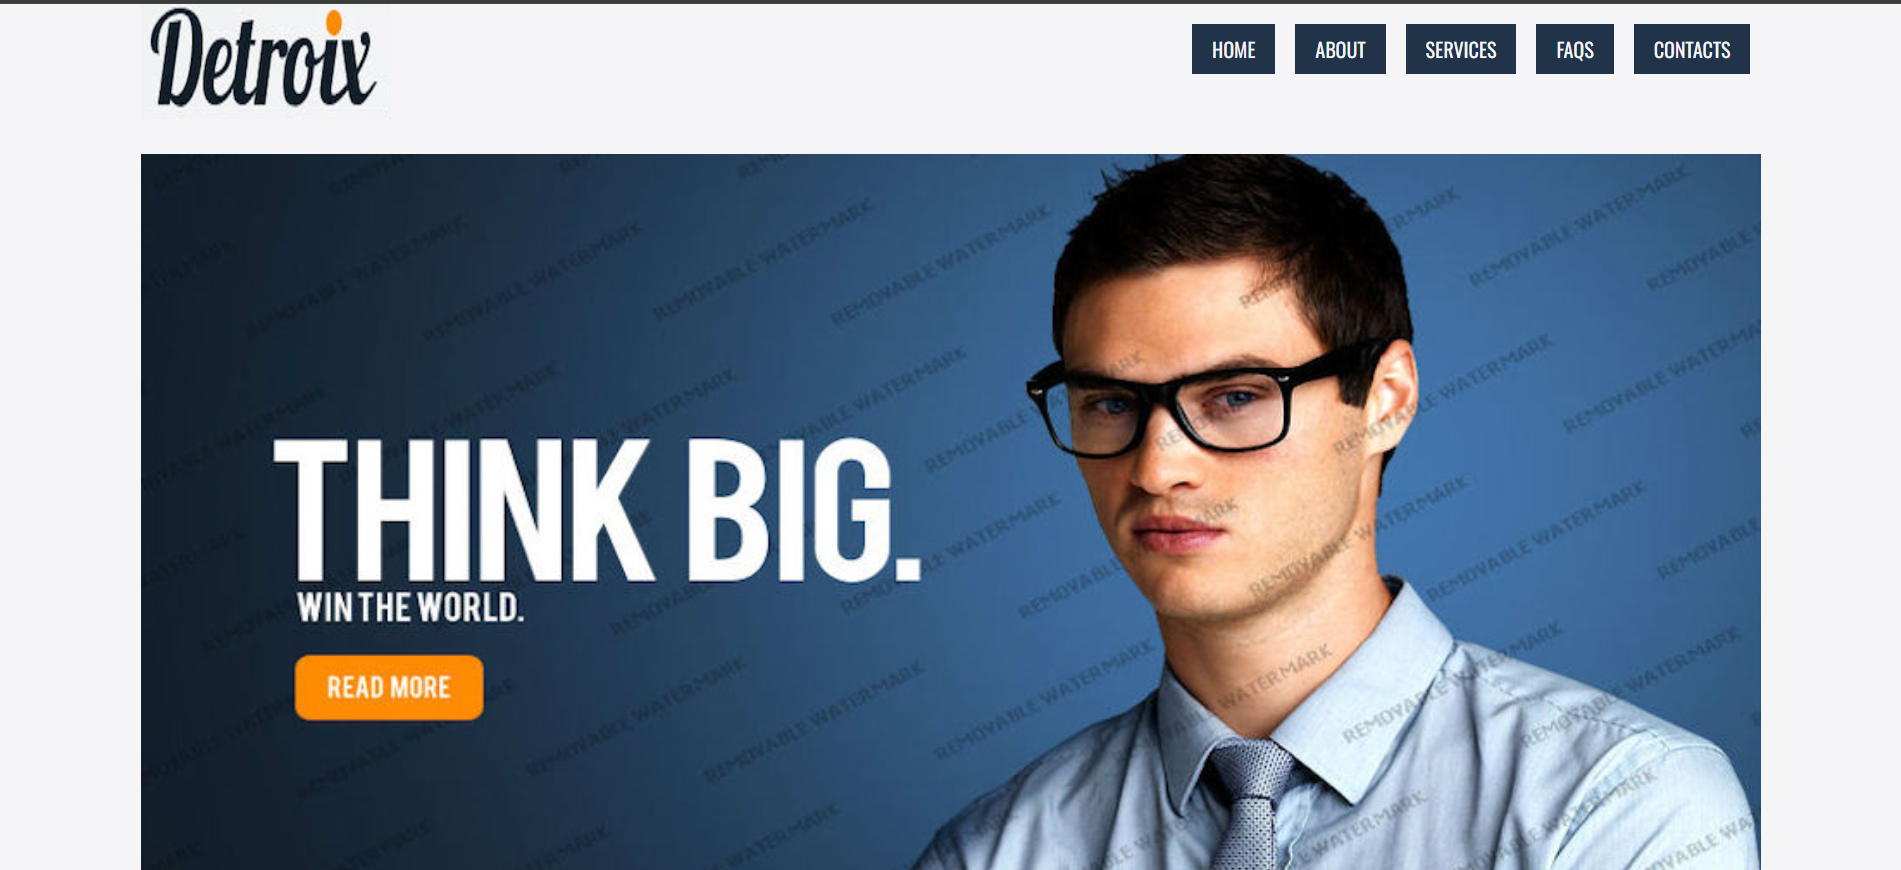 Detroix
HOME ABOUT SERVICES FAQS CONTACTS
THINK BIG.
WIN THE WORLD.
READ MORE
REMOVABLE WATERMARK